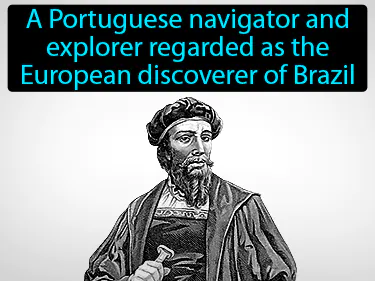 A Portuguese navigator and
explorer regarded as the
European discoverer of Brazil